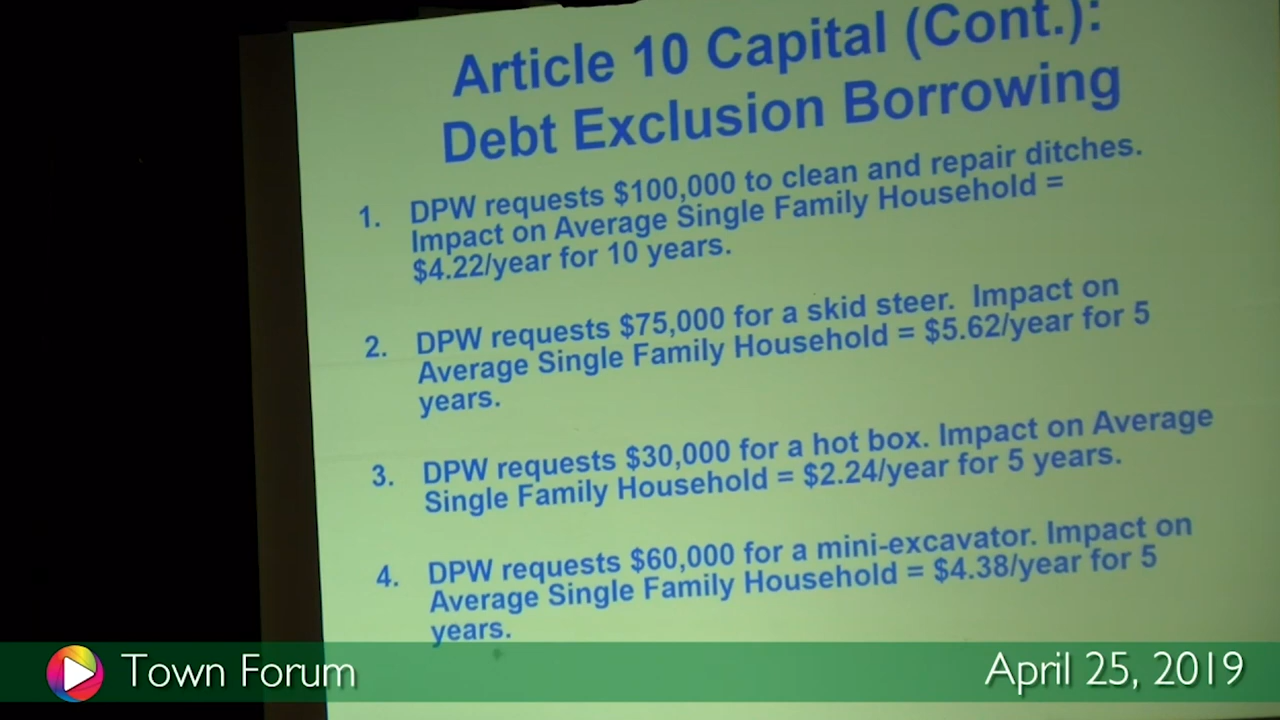 Article 10 Capital (Cont.):
Debt Exclusion Borrowing
1. DPW requests $100,000 to clean and repair ditches.
Impact on Average Single Family Household =
$4.22/year for 10 years.
2. DPW requests $75,000 for a skid steer. Impact on
Average Single Family Household = $5.62/year for 5
years.
3. DPW requests $30,000 for a hot box. Impact on Average
Single Family Household = $2.24/year for 5 years.
4. DPW requests $60,000 for a mini-excavator. Impact on
Average Single Family Household = $4.38/year for 5
years.
Town Forum
April 25, 2019